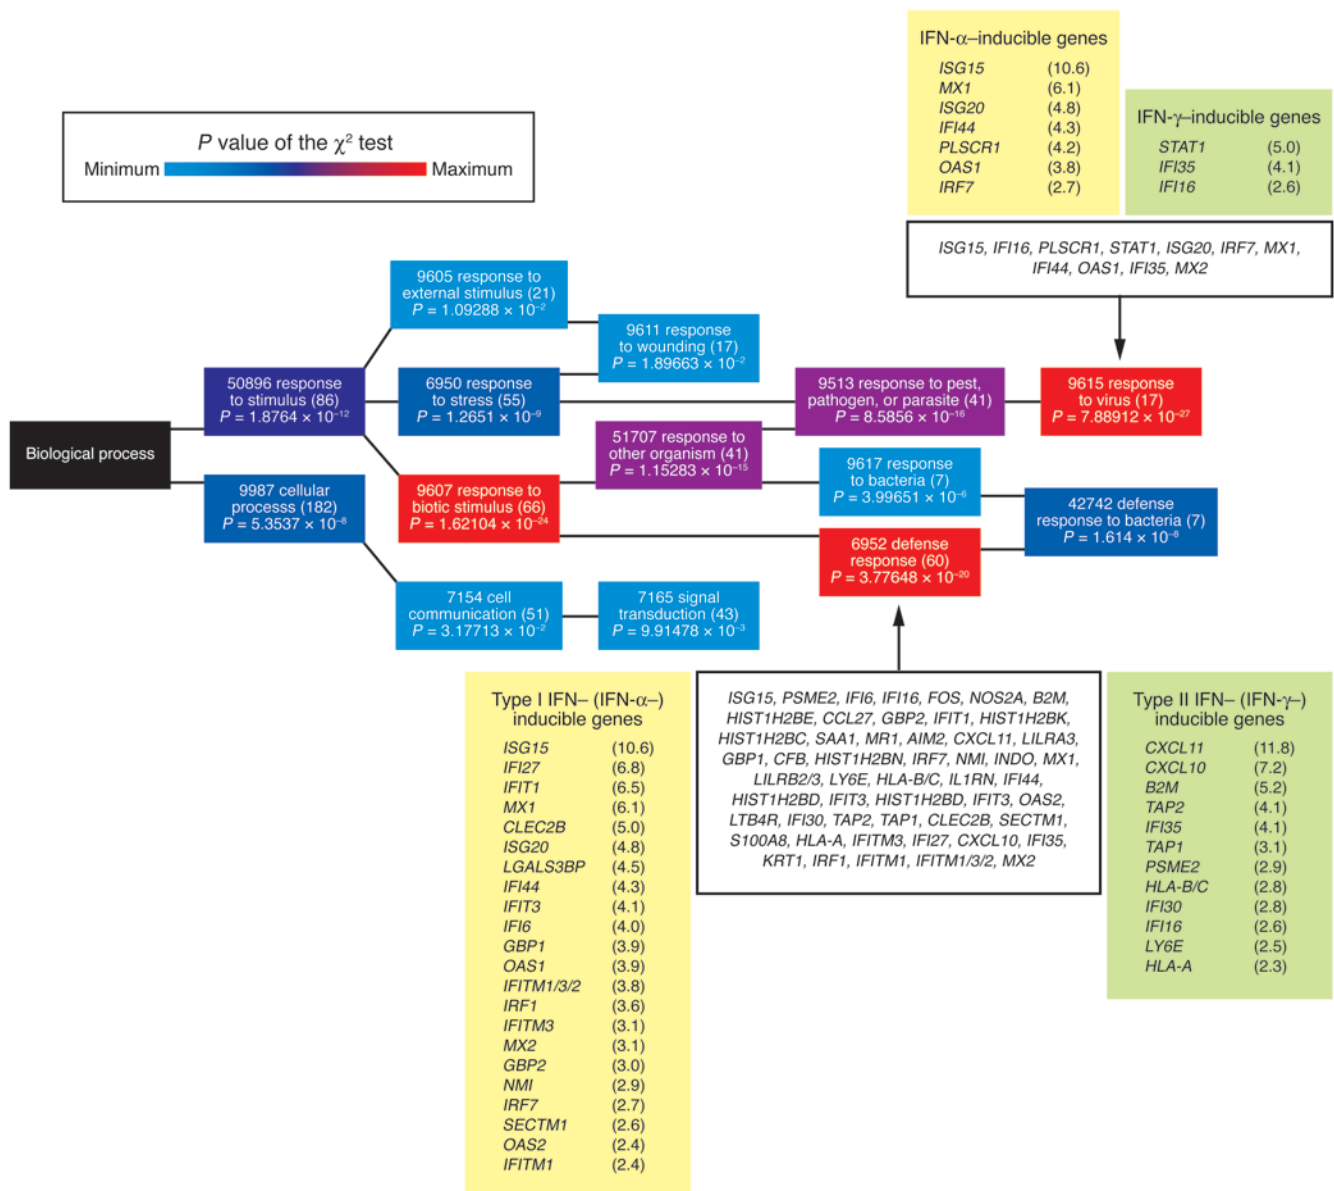 IFN-α–inducible genes
ISG15 (10.6)
MX1 (6.1)
ISG20 (4.8)
IFI44 (4.3)
PLSCR1 (4.2)
OAS1 (3.8)
IRF7 (2.7)
IFN-γ–inducible genes
STAT1 (5.0)
IFI35 (4.1)
IFI16 (2.6)
P value of the χ² test
Minimum Maximum
ISG15, IFI16, PLSCR1, STAT1, ISG20, IRF7, MX1,
IFI44, OAS1, IFI35, MX2
9605 response to
external stimulus (21)
P = 1.09288 × 10⁻²
9611 response
to wounding (17)
P = 1.89663 × 10⁻²
50896 response
to stimulus (86)
P = 1.8764 × 10⁻¹²
6950 response
to stress (55)
P = 1.2651 × 10⁻⁹
9513 response to pest,
pathogen, or parasite (41)
P = 8.5856 × 10⁻¹⁶
9615 response
to virus (17)
P = 7.88912 × 10⁻²⁷
Biological process
51707 response to
other organism (41)
P = 1.15283 × 10⁻¹⁵
9617 response
to bacteria (7)
P = 3.99651 × 10⁻⁶
9987 cellular
processs (182)
P = 5.3537 × 10⁻⁸
9607 response to
biotic stimulus (66)
P = 1.62104 × 10⁻²⁴
42742 defense
response to bacteria (7)
P = 1.614 × 10⁻⁸
6952 defense
response (60)
P = 3.77648 × 10⁻²⁰
7154 cell
communication (51)
P = 3.17713 × 10⁻²
7165 signal
transduction (43)
P = 9.91478 × 10⁻³
Type I IFN– (IFN-α–)
inducible genes
ISG15 (10.6)
IFI27 (6.8)
IFIT1 (6.5)
MX1 (6.1)
CLEC2B (5.0)
ISG20 (4.8)
LGALS3BP (4.5)
IFI44 (4.3)
IFIT3 (4.1)
IFI6 (4.0)
GBP1 (3.9)
OAS1 (3.9)
IFITM1/3/2 (3.8)
IRF1 (3.6)
IFITM3 (3.1)
MX2 (3.1)
GBP2 (3.0)
NMI (2.9)
IRF7 (2.7)
SECTM1 (2.6)
OAS2 (2.4)
IFITM1 (2.4)
ISG15, PSME2, IFI6, IFI16, FOS, NOS2A, B2M,
HIST1H2BE, CCL27, GBP2, IFIT1, HIST1H2BK,
HIST1H2BC, SAA1, MR1, AIM2, CXCL11, LILRA3,
GBP1, CFB, HIST1H2BN, IRF7, NMI, INDO, MX1,
LILRB2/3, LY6E, HLA-B/C, IL1RN, IFI44,
HIST1H2BD, IFIT3, HIST1H2BD, IFIT3, OAS2,
LTB4R, IFI30, TAP2, TAP1, CLEC2B, SECTM1,
S100A8, HLA-A, IFITM3, IFI27, CXCL10, IFI35,
KRT1, IRF1, IFITM1, IFITM1/3/2, MX2
Type II IFN– (IFN-γ–)
inducible genes
CXCL11 (11.8)
CXCL10 (7.2)
B2M (5.2)
TAP2 (4.1)
IFI35 (4.1)
TAP1 (3.1)
PSME2 (2.9)
HLA-B/C (2.8)
IFI30 (2.8)
IFI16 (2.6)
LY6E (2.5)
HLA-A (2.3)